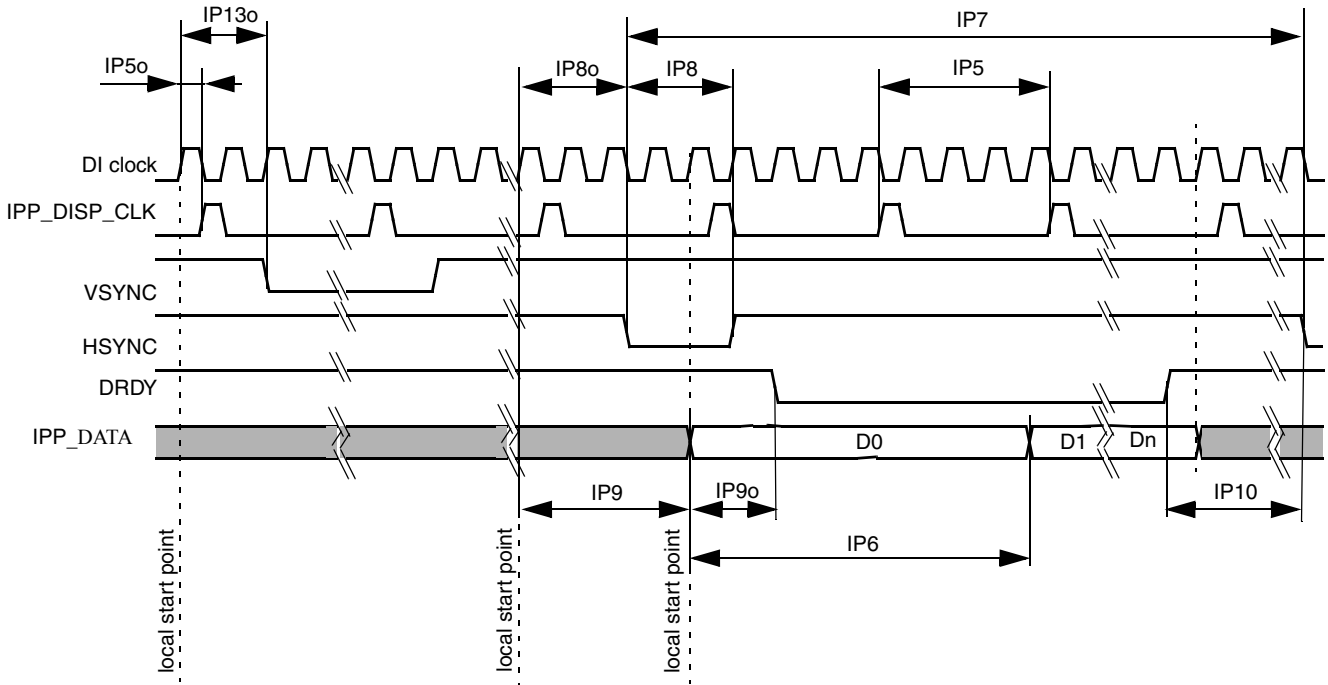 IP13o
IP7
IP5o
IP8o
IP8
IP5
DI clock
IPP_DISP_CLK
VSYNC
HSYNC
DRDY
IPP_DATA
D0
D1
Dn
IP9
IP9o
IP10
IP6
local start point
local start point
local start point